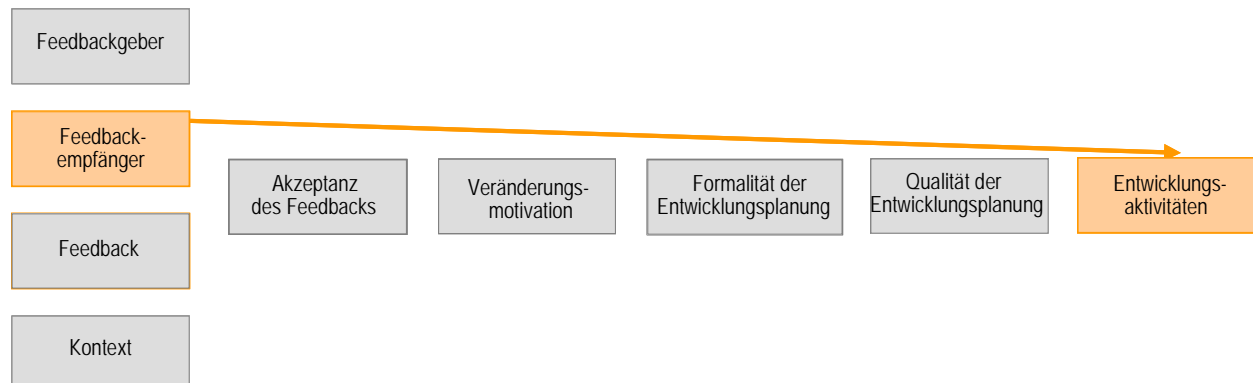 Feedbackgeber
Feedback-
empfänger
Akzeptanz
des Feedbacks
Veränderungs-
motivation
Formalität der
Entwicklungsplanung
Qualität der
Entwicklungsplanung
Entwicklungs-
aktivitäten
Feedback
Kontext